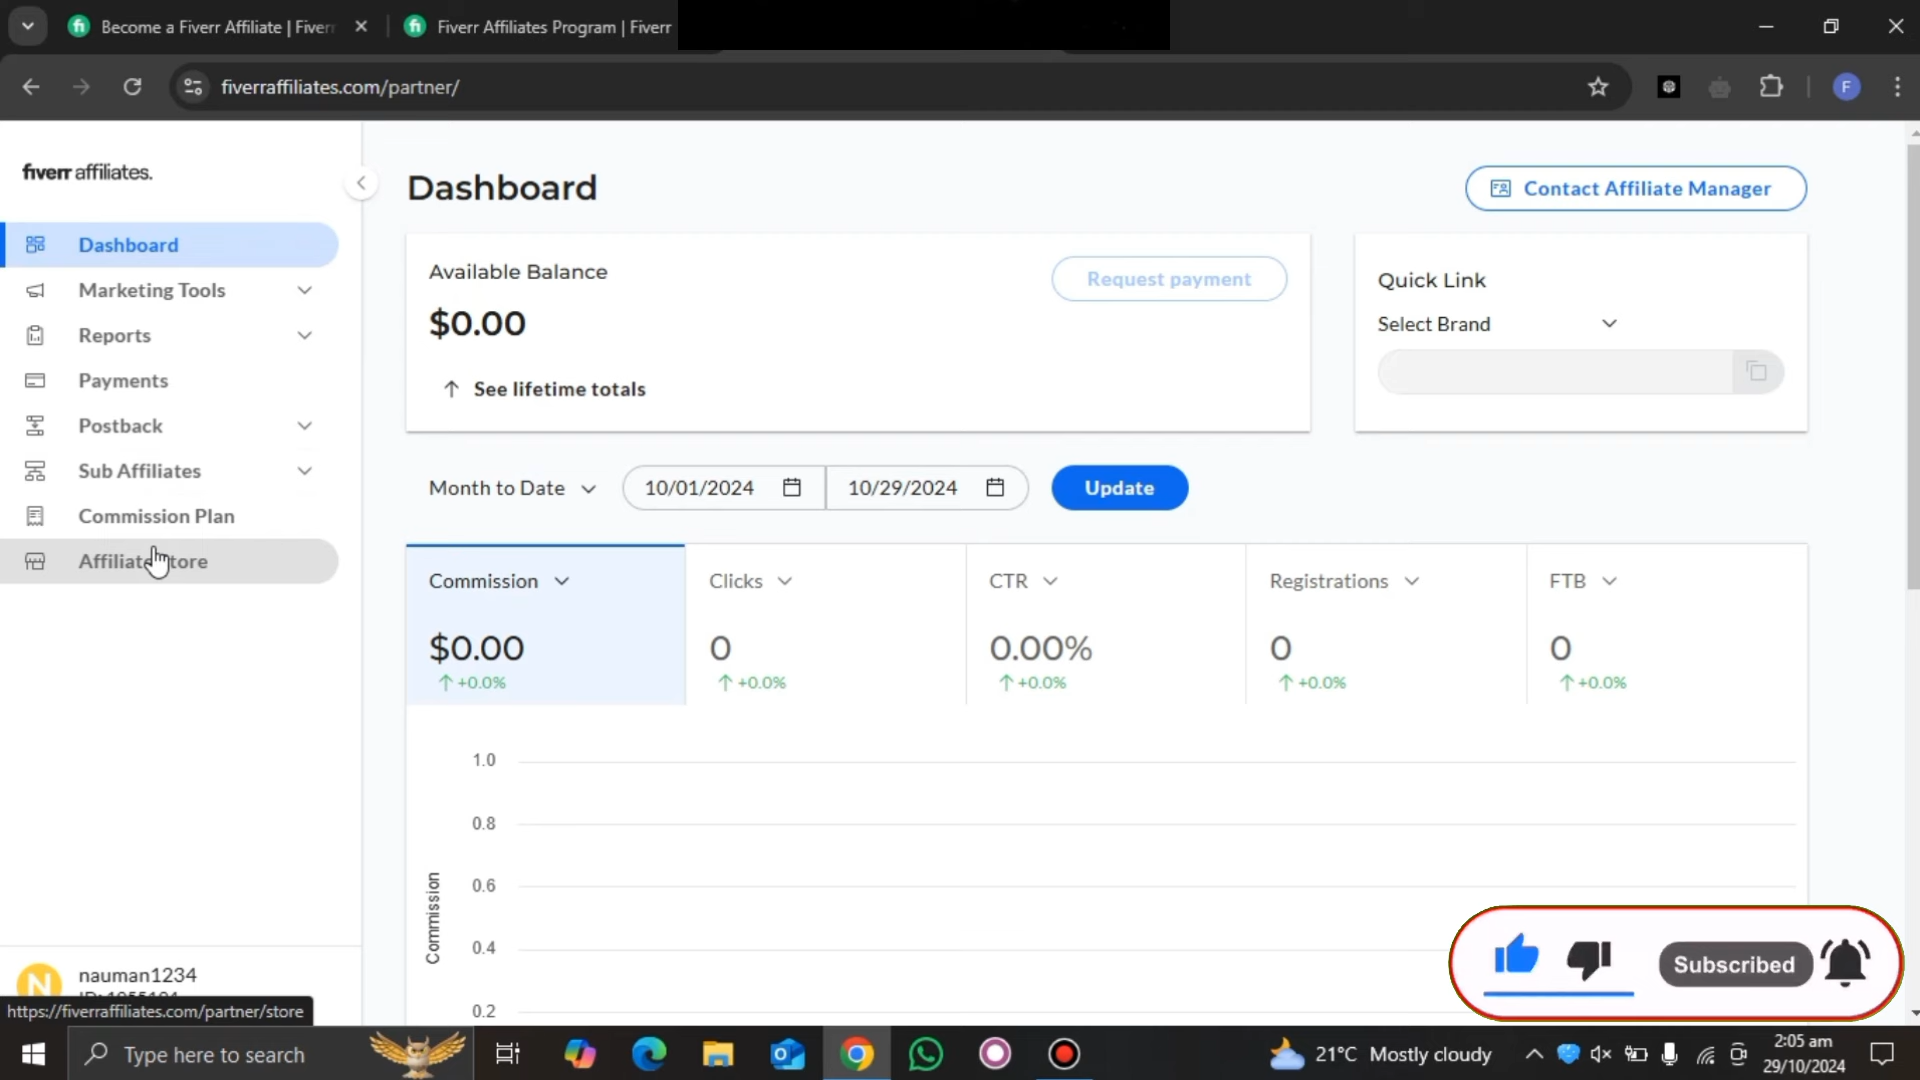 Become a Fiverr Affiliate | Fiverr
Fiverr Affiliates Program | Fiverr
fiverraffiliates.com/partner/
F
fiverr affiliates.
Dashboard
Marketing Tools
Reports
Payments
Postback
Sub Affiliates
Commission Plan
Affiliate Store
N
nauman1234
https://fiverraffiliates.com/partner/store
Dashboard
Contact Affiliate Manager
Available Balance
Request payment
$0.00
See lifetime totals
Quick Link
Select Brand
Month to Date
10/01/2024
10/29/2024
Update
Commission
Clicks
CTR
Registrations
FTB
$0.00
0
0.00%
0
0
+0.0%
+0.0%
+0.0%
+0.0%
+0.0%
1.0
0.8
0.6
0.4
0.2
Commission
Subscribed
Type here to search
21°C Mostly cloudy
2:05 am
29/10/2024